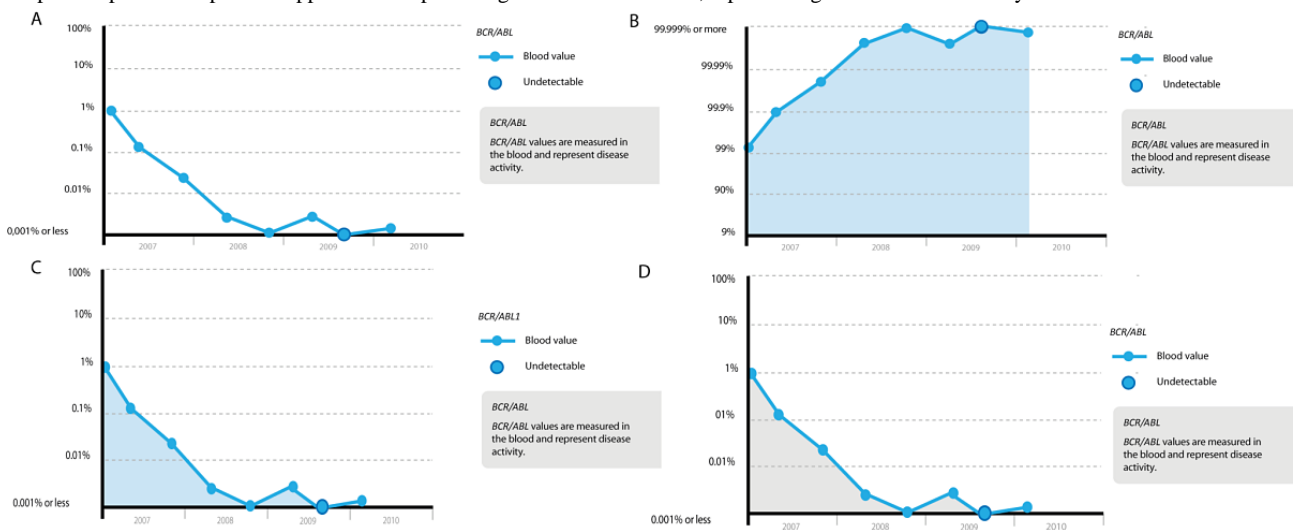 A
100%
10%
1%
0.1%
0.01%
0,001% or less
2007 2008 2009 2010
BCR/ABL
Blood value
Undetectable
BCR/ABL
BCR/ABL values are measured in
the blood and represent disease
activity.
B
99.999% or more
99.99%
99.9%
99%
90%
9%
2007 2008 2009 2010
BCR/ABL
Blood value
Undetectable
BCR/ABL
BCR/ABL values are measured in
the blood and represent disease
activity.
C
100%
10%
1%
0.1%
0.01%
0.001% or less
2007 2008 2009 2010
BCR/ABL1
Blood value
Undetectable
BCR/ABL
BCR/ABL values are measured in
the blood and represent disease
activity.
D
100%
10%
1%
01%
0.01%
0.001% or less
2007 2008 2009 2010
BCR/ABL
Blood value
Undetectable
BCR/ABL
BCR/ABL values are measured in
the blood and represent disease
activity.